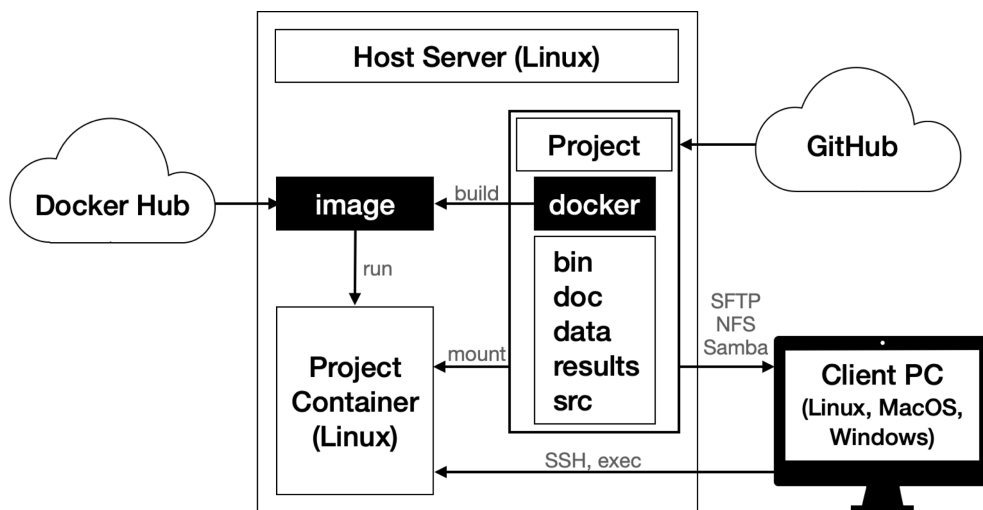 Host Server (Linux)
Project
GitHub
Docker Hub
image
build
docker
run
bin
doc
data
results
src
SFTP
NFS
Samba
mount
Project
Container
(Linux)
Client PC
(Linux, MacOS,
Windows)
SSH, exec